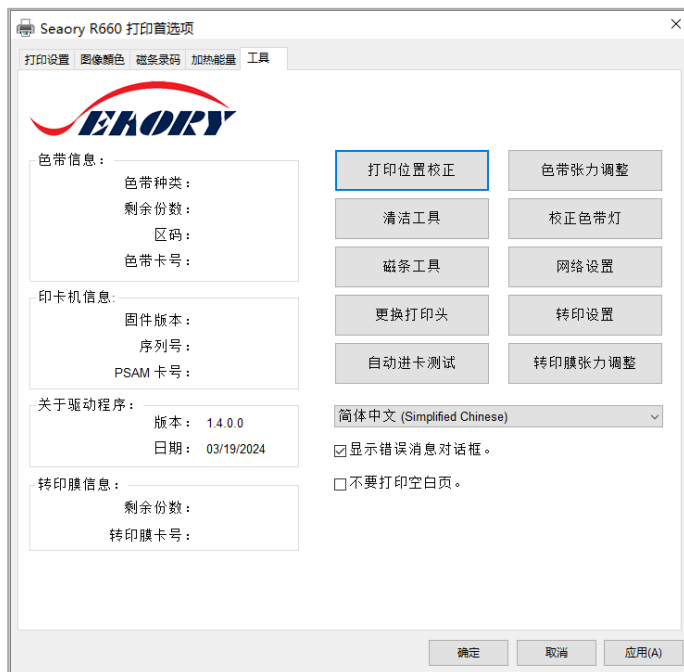 Seaory R660 打印首选项
打印设置 图像颜色 磁条录码 加热能量 工具
SEAORY
色带信息：
色带种类：
剩余份数：
区码：
色带卡号：
印卡机信息:
固件版本：
序列号：
PSAM 卡号：
关于驱动程序：
版本： 1.4.0.0
日期： 03/19/2024
转印膜信息：
剩余份数：
转印膜卡号：
打印位置校正 色带张力调整
清洁工具 校正色带灯
磁条工具 网络设置
更换打印头 转印设置
自动进卡测试 转印膜张力调整
简体中文 (Simplified Chinese)
显示错误消息对话框。
不要打印空白页。
确定 取消 应用(A)